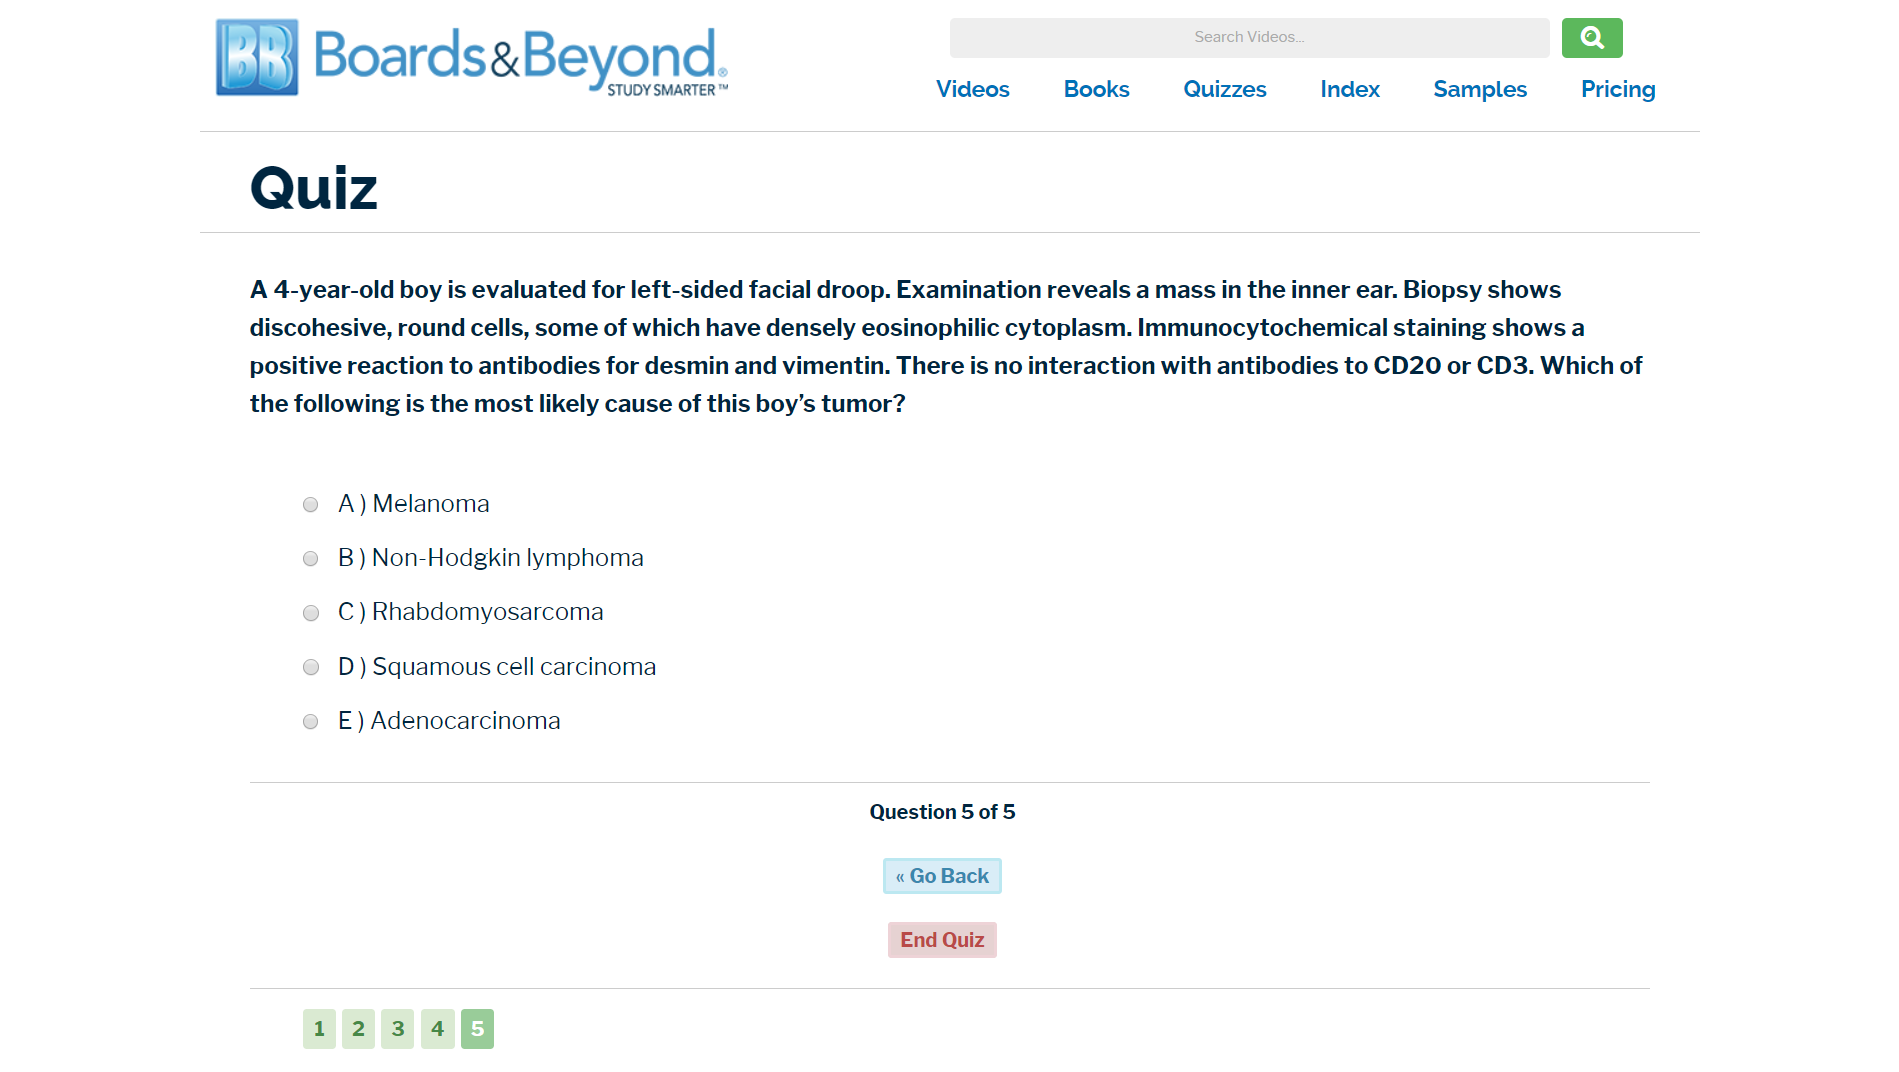 BB Boards&Beyond®
STUDY SMARTER™
Search Videos...
Videos Books Quizzes Index Samples Pricing
Quiz
A 4-year-old boy is evaluated for left-sided facial droop. Examination reveals a mass in the inner ear. Biopsy shows
discohesive, round cells, some of which have densely eosinophilic cytoplasm. Immunocytochemical staining shows a
positive reaction to antibodies for desmin and vimentin. There is no interaction with antibodies to CD20 or CD3. Which of
the following is the most likely cause of this boy’s tumor?
A ) Melanoma
B ) Non-Hodgkin lymphoma
C ) Rhabdomyosarcoma
D ) Squamous cell carcinoma
E ) Adenocarcinoma
Question 5 of 5
« Go Back
End Quiz
1 2 3 4 5